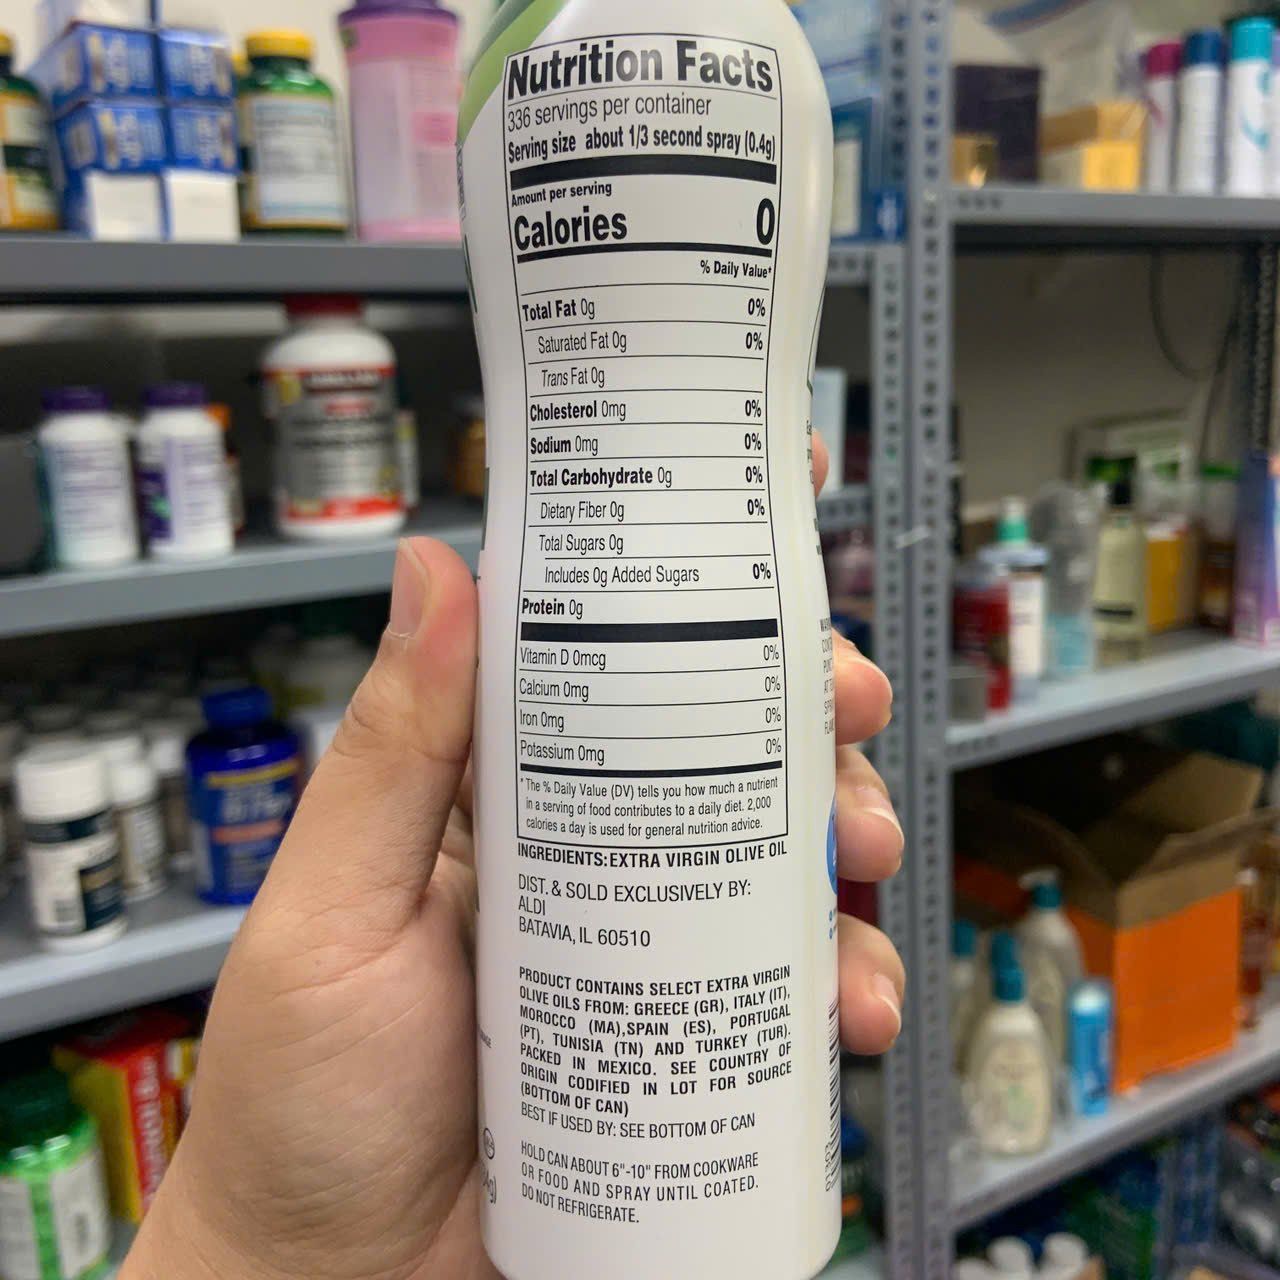 Nutrition Facts
336 servings per container
Serving size about 1/3 second spray (0.4g)
Amount per serving
Calories 0
% Daily Value*
Total Fat 0g 0%
Saturated Fat 0g 0%
Trans Fat 0g
Cholesterol 0mg 0%
Sodium 0mg 0%
Total Carbohydrate 0g 0%
Dietary Fiber 0g 0%
Total Sugars 0g
Includes 0g Added Sugars 0%
Protein 0g
Vitamin D 0mcg 0%
Calcium 0mg 0%
Iron 0mg 0%
Potassium 0mg 0%
* The % Daily Value (DV) tells you how much a nutrient
in a serving of food contributes to a daily diet. 2,000
calories a day is used for general nutrition advice.
INGREDIENTS: EXTRA VIRGIN OLIVE OIL
DIST. & SOLD EXCLUSIVELY BY:
ALDI
BATAVIA, IL 60510
PRODUCT CONTAINS SELECT EXTRA VIRGIN
OLIVE OILS FROM: GREECE (GR), ITALY (IT),
MOROCCO (MA),SPAIN (ES), PORTUGAL
(PT), TUNISIA (TN) AND TURKEY (TUR).
PACKED IN MEXICO. SEE COUNTRY OF
ORIGIN CODIFIED IN LOT FOR SOURCE
(BOTTOM OF CAN)
BEST IF USED BY: SEE BOTTOM OF CAN
HOLD CAN ABOUT 6"-10" FROM COOKWARE
OR FOOD AND SPRAY UNTIL COATED.
DO NOT REFRIGERATE.